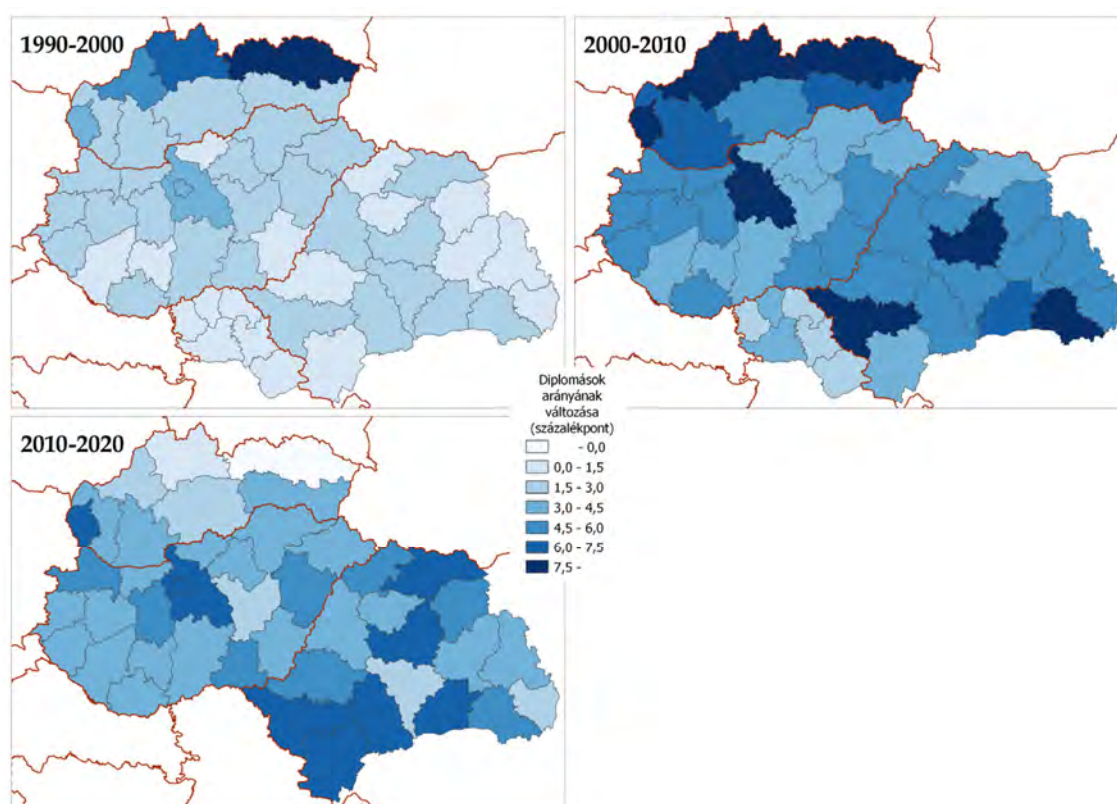 1990-2000
2000-2010
2010-2020
Diplomások
arányának
változása
(százalékpont)
- 0,0
0,0 - 1,5
1,5 - 3,0
3,0 - 4,5
4,5 - 6,0
6,0 - 7,5
7,5 -